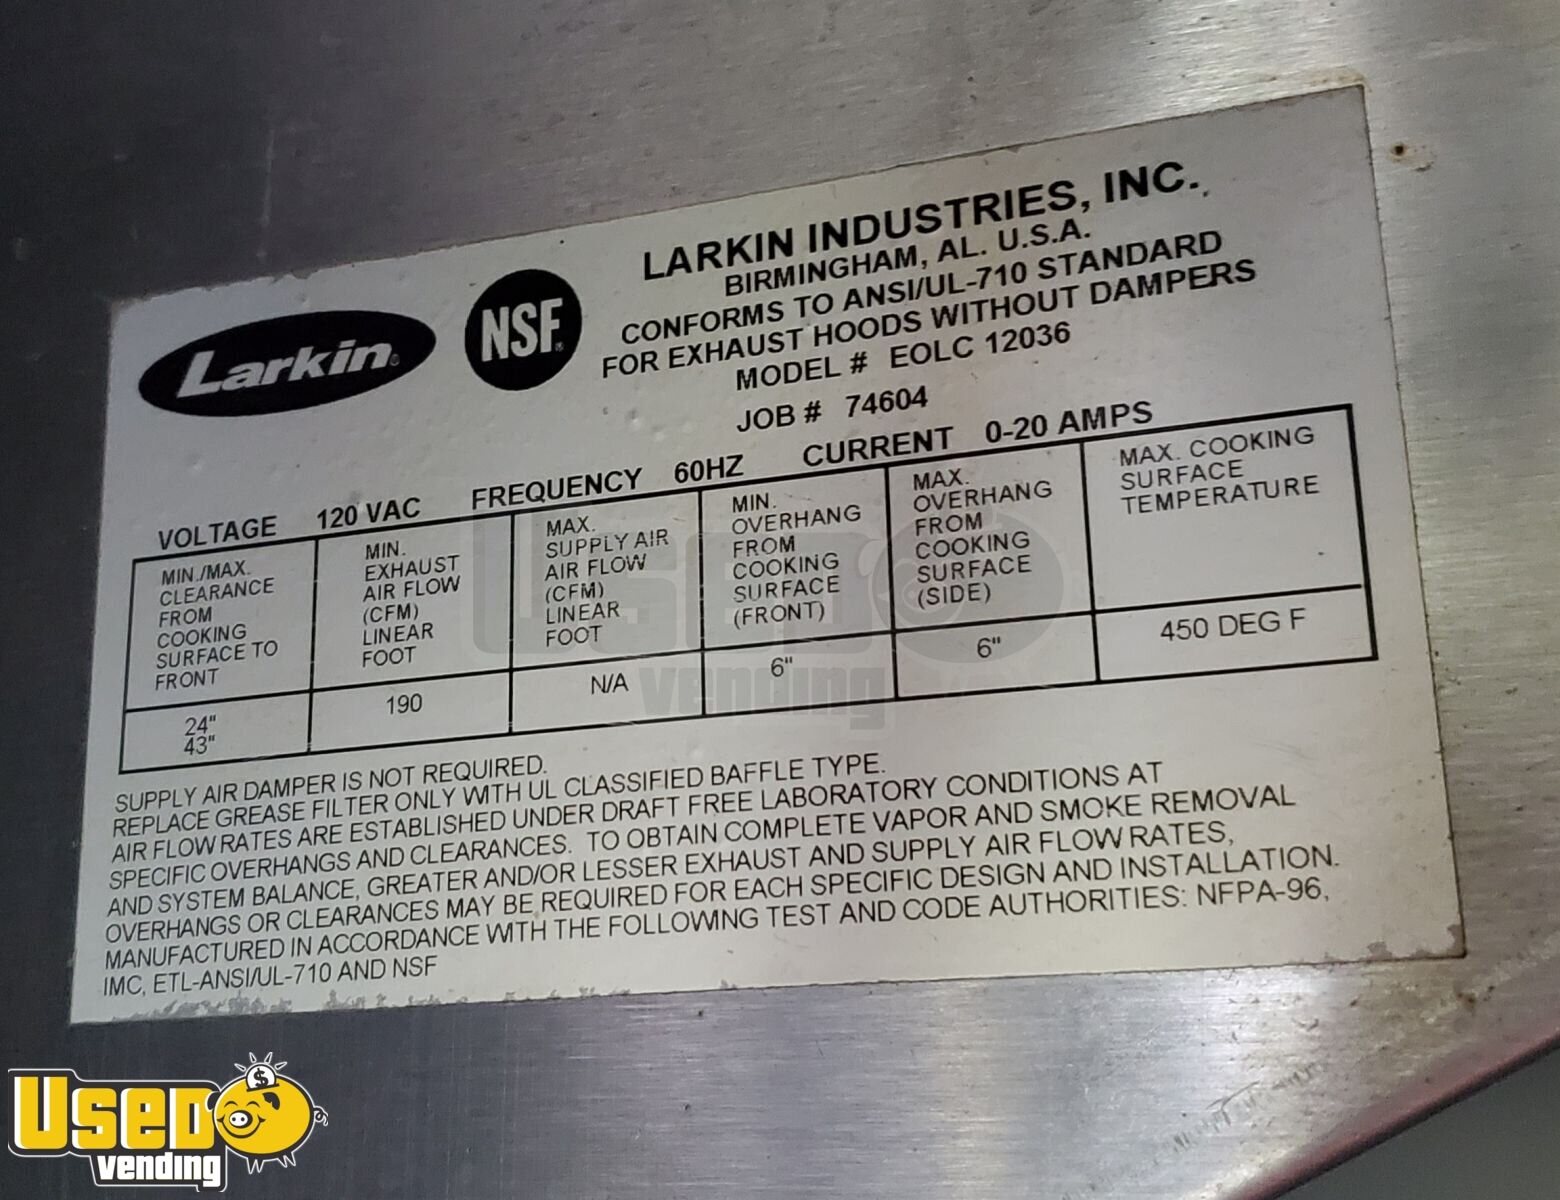 LARKIN INDUSTRIES, INC.
BIRMINGHAM, AL. U.S.A.
CONFORMS TO ANSI/UL-710 STANDARD
FOR EXHAUST HOODS WITHOUT DAMPERS
MODEL # EOLC 12036
JOB # 74604
Larkin®
NSF
VOLTAGE 120 VAC FREQUENCY 60HZ CURRENT 0-20 AMPS
MIN./MAX.
CLEARANCE
FROM
COOKING
SURFACE TO
FRONT
MIN.
EXHAUST
AIR FLOW
(CFM)
LINEAR
FOOT
MAX.
SUPPLY AIR
AIR FLOW
(CFM)
LINEAR
FOOT
MIN.
OVERHANG
FROM
COOKING
SURFACE
(FRONT)
MAX.
OVERHANG
FROM
COOKING
SURFACE
(SIDE)
MAX. COOKING
SURFACE
TEMPERATURE
24"
43"
190
N/A
6"
6"
450 DEG F
SUPPLY AIR DAMPER IS NOT REQUIRED.
REPLACE GREASE FILTER ONLY WITH UL CLASSIFIED BAFFLE TYPE.
AIR FLOW RATES ARE ESTABLISHED UNDER DRAFT FREE LABORATORY CONDITIONS AT
SPECIFIC OVERHANGS AND CLEARANCES. TO OBTAIN COMPLETE VAPOR AND SMOKE REMOVAL
AND SYSTEM BALANCE, GREATER AND/OR LESSER EXHAUST AND SUPPLY AIR FLOW RATES,
OVERHANGS OR CLEARANCES MAY BE REQUIRED FOR EACH SPECIFIC DESIGN AND INSTALLATION.
MANUFACTURED IN ACCORDANCE WITH THE FOLLOWING TEST AND CODE AUTHORITIES: NFPA-96,
IMC, ETL-ANSI/UL-710 AND NSF
Used
vending
Used
vending